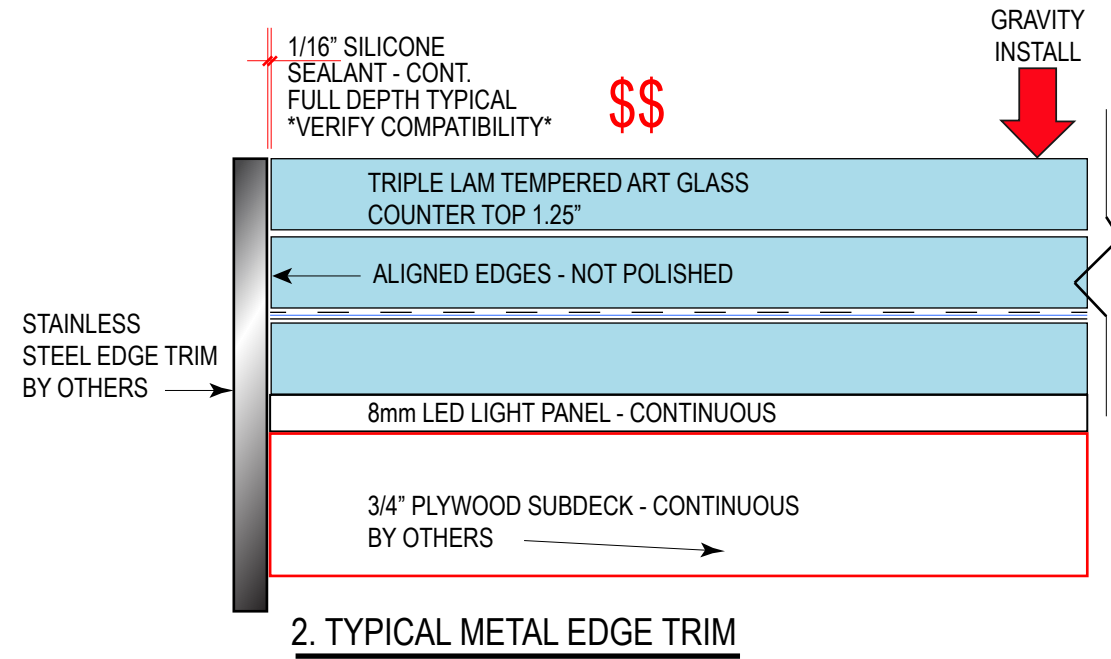 1/16” SILICONE
SEALANT - CONT.
FULL DEPTH TYPICAL
*VERIFY COMPATIBILITY*
$$
GRAVITY
INSTALL
TRIPLE LAM TEMPERED ART GLASS
COUNTER TOP 1.25”
ALIGNED EDGES - NOT POLISHED
STAINLESS
STEEL EDGE TRIM
BY OTHERS
8mm LED LIGHT PANEL - CONTINUOUS
3/4” PLYWOOD SUBDECK - CONTINUOUS
BY OTHERS
2. TYPICAL METAL EDGE TRIM